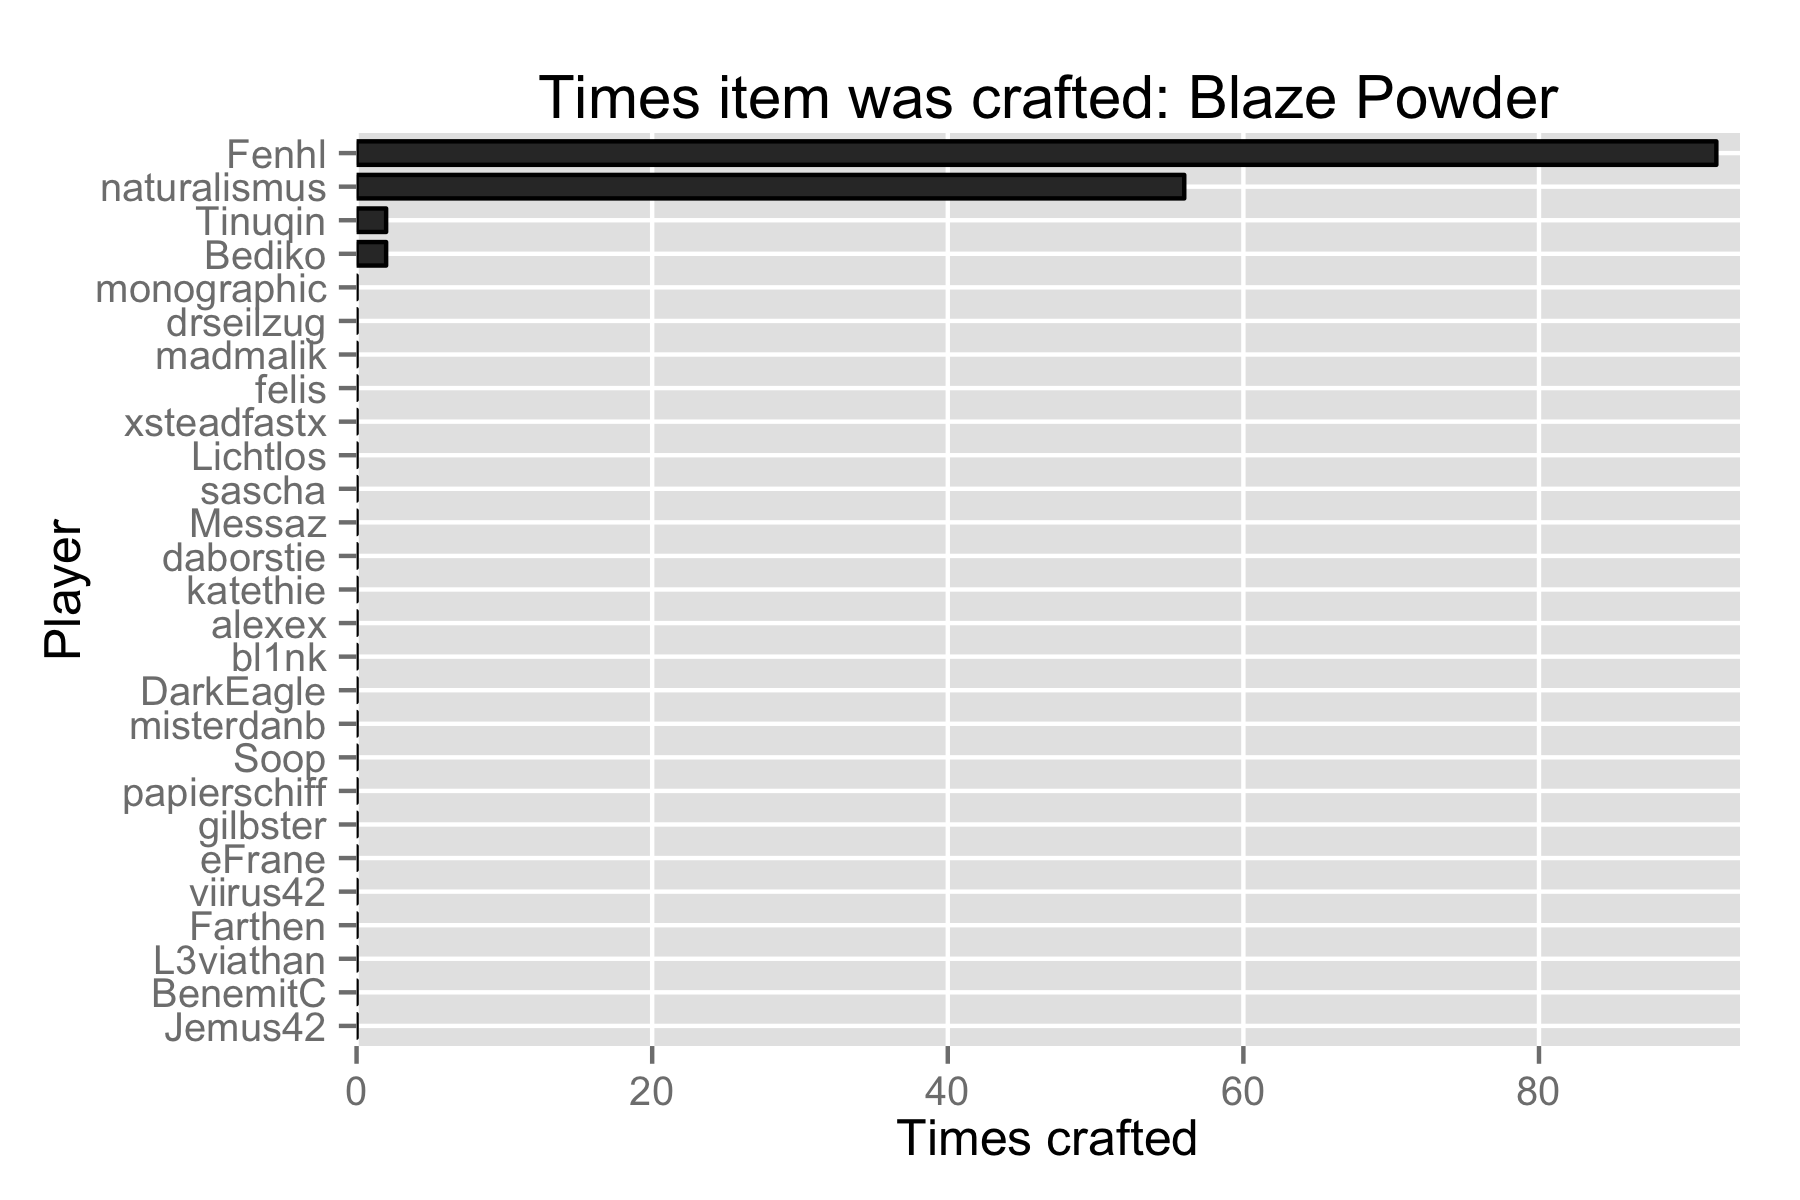 Times item was crafted: Blaze Powder
Fenhl
naturalismus
Tinuqin
Bediko
monographic
drseilzug
madmalik
felis
xsteadfastx
Lichtlos
sascha
Messaz
daborstie
katethie
alexex
bl1nk
DarkEagle
misterdanb
Soop
papierschiff
gilbster
eFrane
viirus42
Farthen
L3viathan
BenemitC
Jemus42
Player
0 20 40 60 80
Times crafted